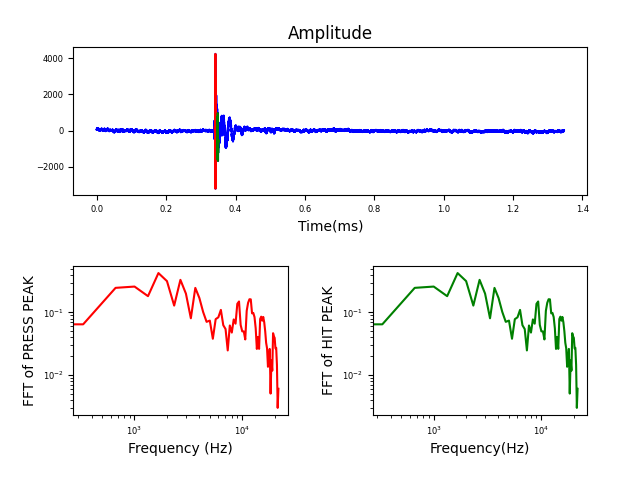 Amplitude
4000
2000
0
−2000
0.0 0.2 0.4 0.6 0.8 1.0 1.2 1.4
Time(ms)
FFT of PRESS PEAK
10⁻¹
10⁻²
10³ 10⁴
Frequency (Hz)
FFT of HIT PEAK
10⁻¹
10⁻²
10³ 10⁴
Frequency(Hz)